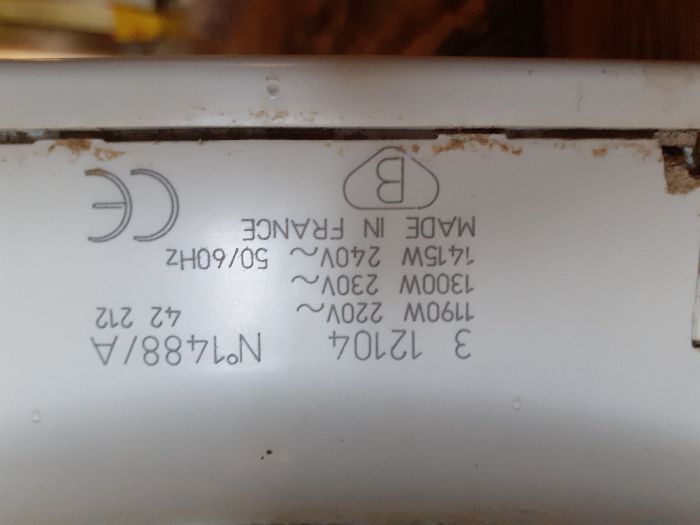 3 12104 N°1488/A
1190W 220V~ 42 212
1300W 230V~
1415W 240V~ 50/60Hz
MADE IN FRANCE
B CE